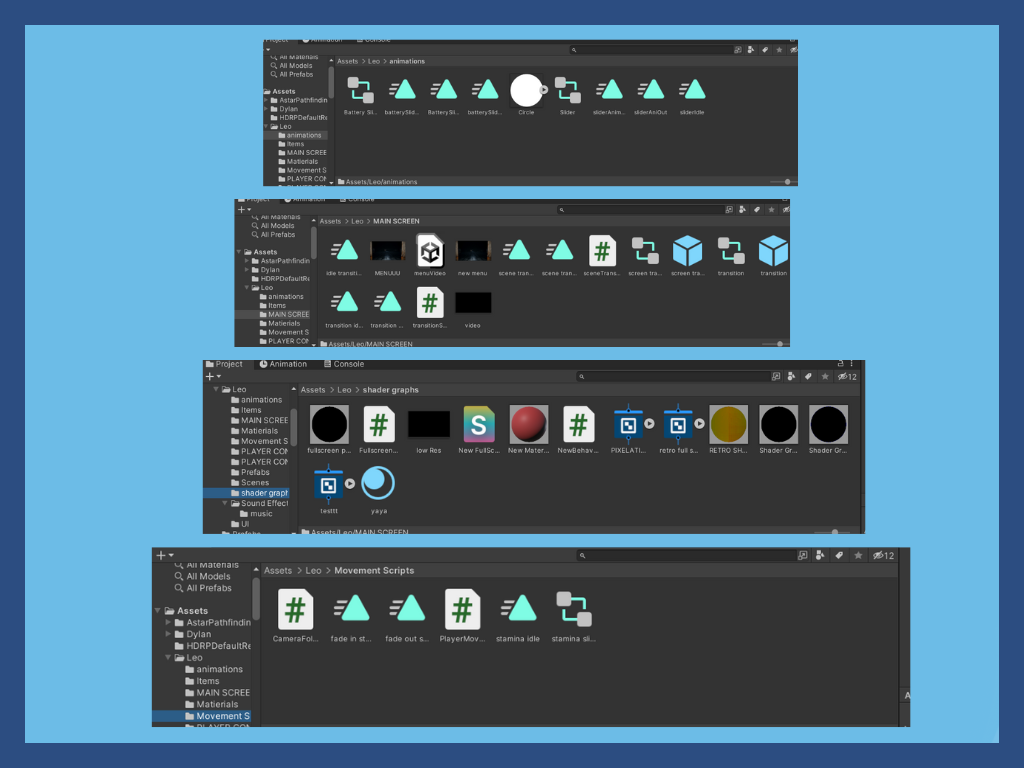 Project Animation Console
All Materials
All Models
All Prefabs
Assets
AstarPathfindin
Dylan
HDRPDefaultRe
Leo
animations
Items
MAIN SCREE
Matierials
Movement S
PLAYER CON
Assets > Leo > animations
Battery Sli... batterySlid... BatterySli... batterySlid... Circle Slider sliderAnim... sliderAniOut sliderIdle
Assets/Leo/animations
Project Animation Console
All Materials
All Models
All Prefabs
Assets
AstarPathfindin
Dylan
HDRPDefaultRe
Leo
animations
Items
MAIN SCREE
Matierials
Movement S
PLAYER CON
Assets > Leo > MAIN SCREEN
idle transiti... MENUUU menuVideo new menu scene tran... scene tran... sceneTrans... screen tra... screen tra... transition transition
transition id... transition ... transitionS... video
Assets/Leo/MAIN SCREEN
Project Animation Console
12
Leo
animations
Items
MAIN SCREE
Matierials
Movement S
PLAYER CON
PLAYER CON
Prefabs
Scenes
shader graph
Sound Effect
music
UI
Prefabs
Assets > Leo > shader graphs
fullscreen p... Fullscreen... low Res New FullSc... New Mater... NewBehav... PIXELATI... retro full s... RETRO SH... Shader Gr... Shader Gr...
testtt yaya
Assets/Leo/MAIN SCREEN
12
All Materials
All Models
All Prefabs
Assets
AstarPathfindin
Dylan
HDRPDefaultRe
Leo
animations
Items
MAIN SCREE
Matierials
Movement S
PLAYER CON
Assets > Leo > Movement Scripts
CameraFol... fade in st... fade out s... PlayerMov... stamina idle stamina sli...
A